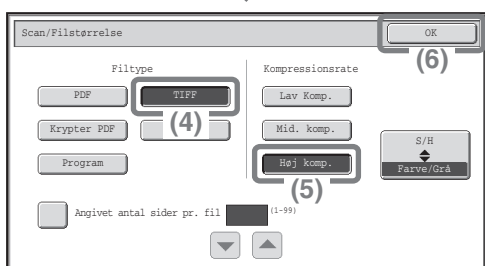 Scan/Filstørrelse
OK
(6)
Filtype
Kompressionsrate
PDF
TIFF
Lav Komp.
(4)
Krypter PDF
Mid. komp.
S/H
Farve/Grå
Program
Høj komp.
(5)
Angivet antal sider pr. fil
(1-99)